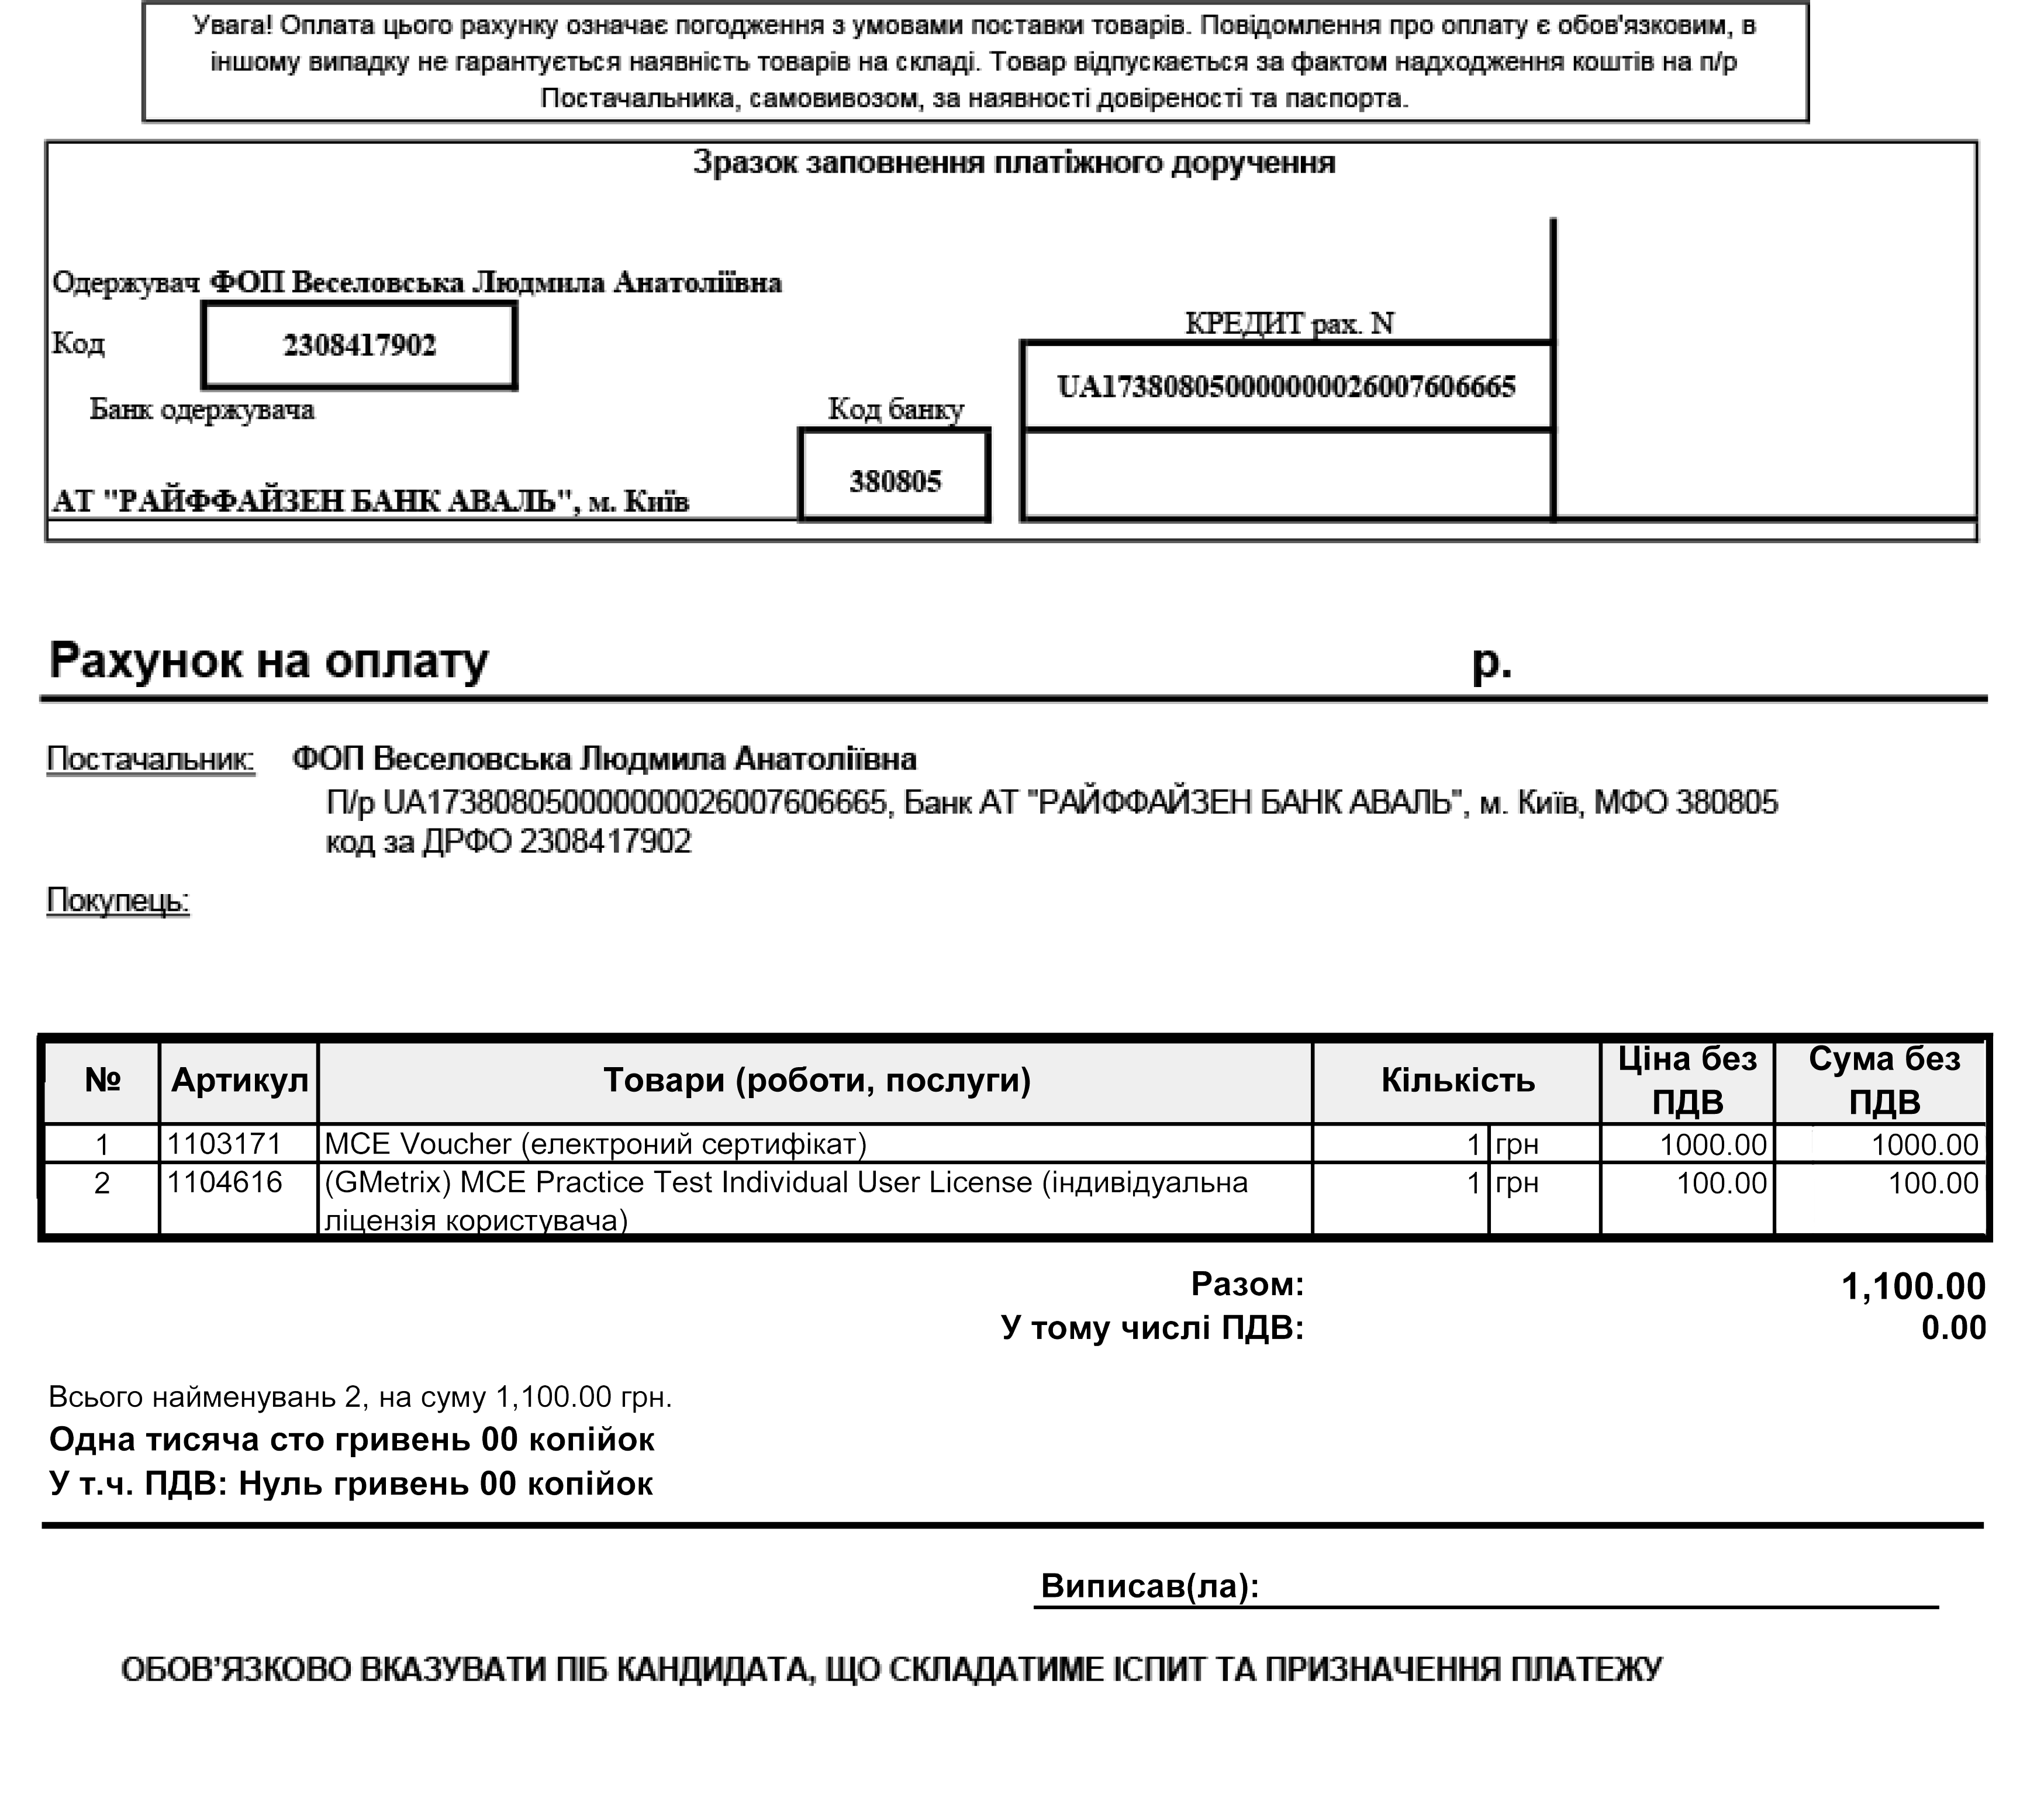 Увага! Оплата цього рахунку означає погодження з умовами поставки товарів. Повідомлення про оплату є обов'язковим, в
іншому випадку не гарантується наявність товарів на складі. Товар відпускається за фактом надходження коштів на п/р
Постачальника, самовивозом, за наявності довіреності та паспорта.
Зразок заповнення платіжного доручення
Одержувач ФОП Веселовська Людмила Анатоліївна
Код 2308417902
КРЕДИТ рах. N
UA173808050000000026007606665
Банк одержувача
Код банку
АТ "РАЙФФАЙЗЕН БАНК АВАЛЬ", м. Київ
380805
Рахунок на оплату р.
Постачальник: ФОП Веселовська Людмила Анатоліївна
П/р UA173808050000000026007606665, Банк АТ "РАЙФФАЙЗЕН БАНК АВАЛЬ", м. Київ, МФО 380805
код за ДРФО 2308417902
Покупець:
№ Артикул Товари (роботи, послуги) Кількість Ціна без ПДВ Сума без ПДВ
1 1103171 MCE Voucher (електроний сертифікат) 1 грн 1000.00 1000.00
2 1104616 (GMetrix) MCE Practice Test Individual User License (індивідуальна 1 грн 100.00 100.00
ліцензія користувача)
Разом: 1,100.00
У тому числі ПДВ: 0.00
Всього найменувань 2, на суму 1,100.00 грн.
Одна тисяча сто гривень 00 копійок
У т.ч. ПДВ: Нуль гривень 00 копійок
Виписав(ла):
ОБОВ’ЯЗКОВО ВКАЗУВАТИ ПІБ КАНДИДАТА, ЩО СКЛАДАТИМЕ ІСПИТ ТА ПРИЗНАЧЕННЯ ПЛАТЕЖУ